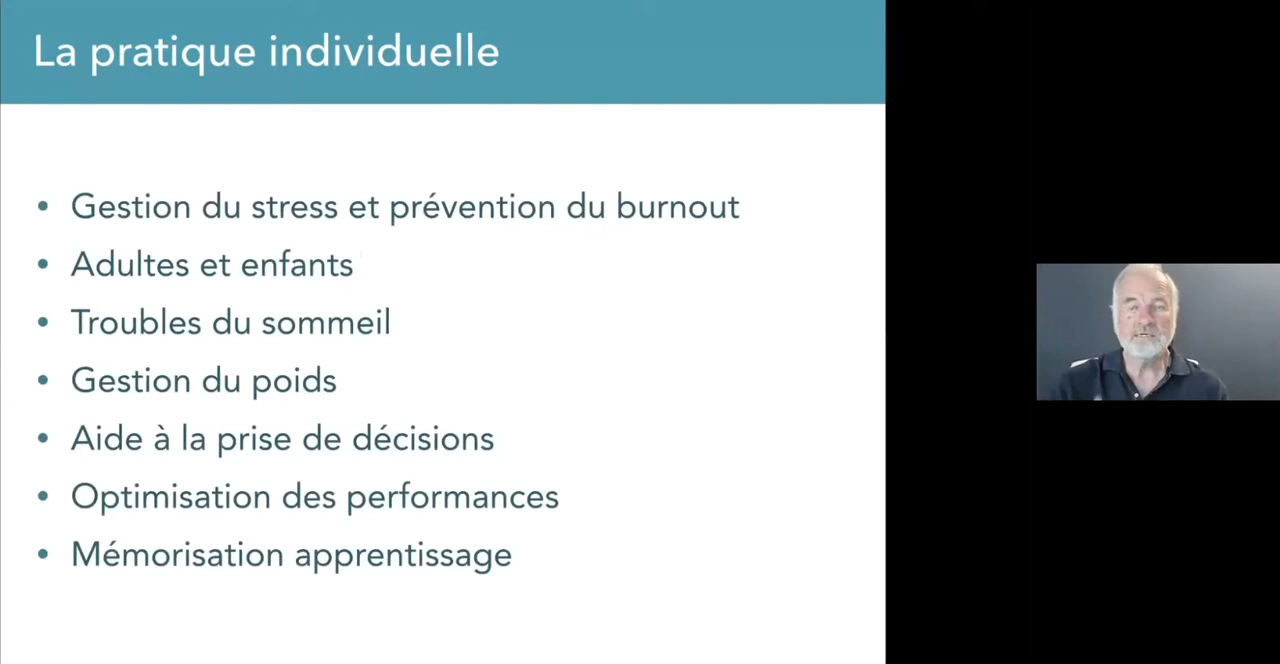 La pratique individuelle
• Gestion du stress et prévention du burnout
• Adultes et enfants
• Troubles du sommeil
• Gestion du poids
• Aide à la prise de décisions
• Optimisation des performances
• Mémorisation apprentissage